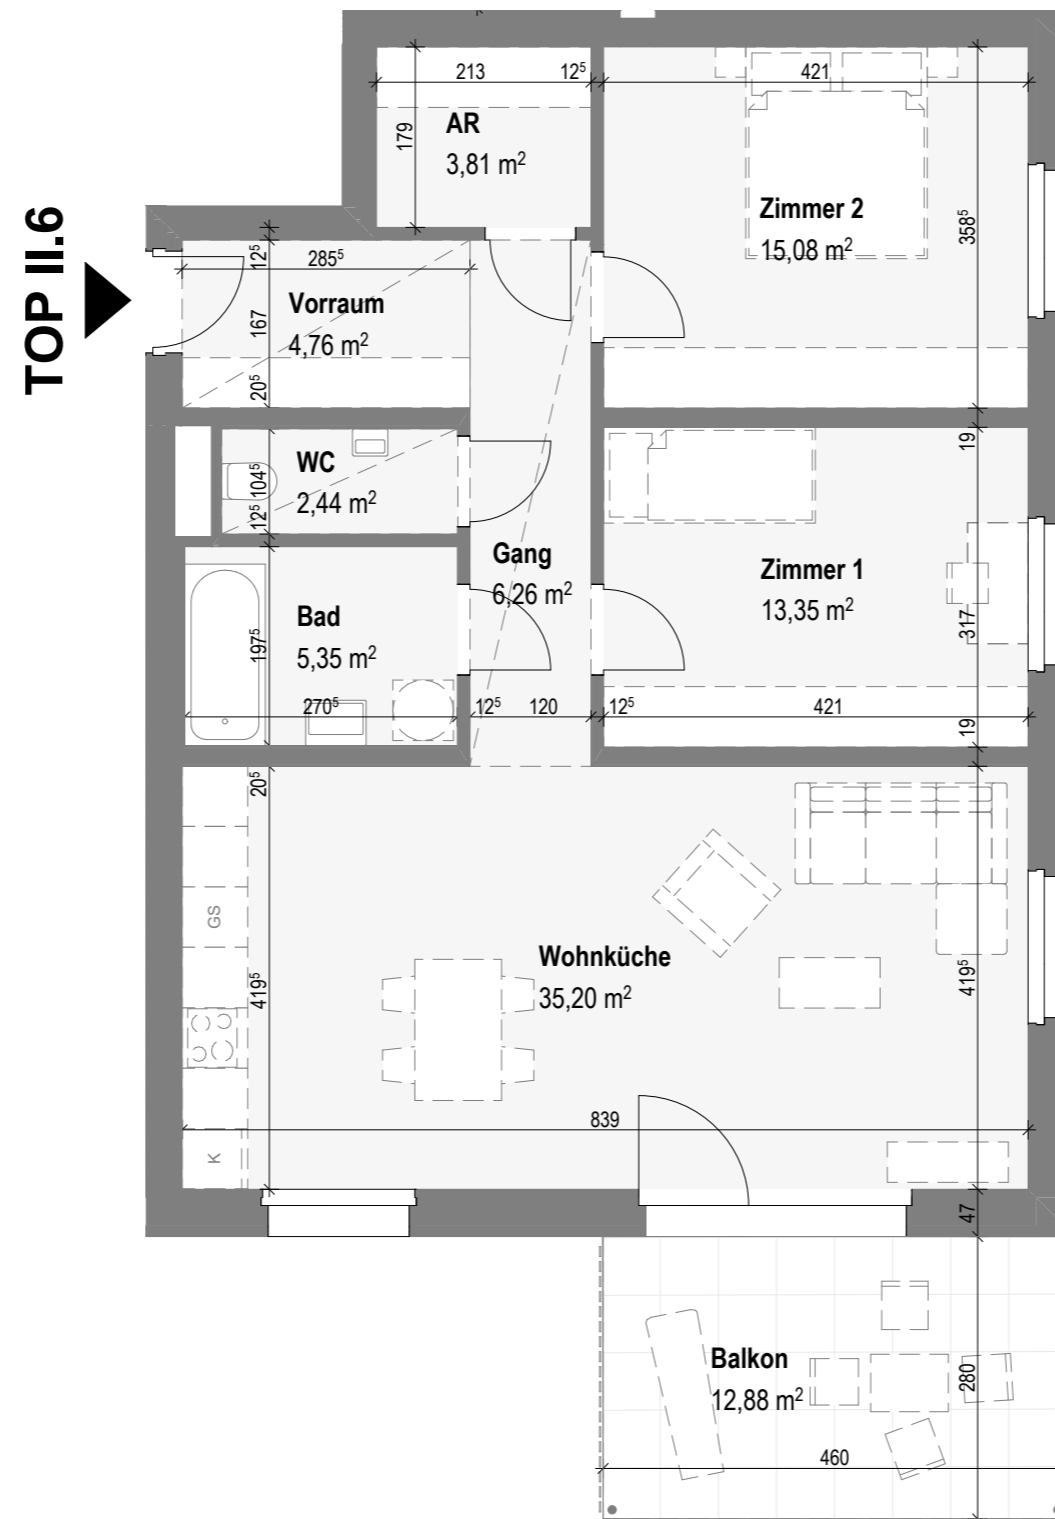 TOP II.6
213
12⁵
421
179
AR
3,81 m²
Zimmer 2
15,08 m²
358⁵
12⁵
285⁵
Vorraum
4,76 m²
167
20⁵
WC
2,44 m²
104⁵
12⁵
19
Gang
6,26 m²
Zimmer 1
13,35 m²
317
Bad
5,35 m²
197⁵
270⁵
12⁵
120
12⁵
421
19
20⁵
GS
Wohnküche
35,20 m²
419⁵
419⁵
839
K
47
Balkon
12,88 m²
280
460